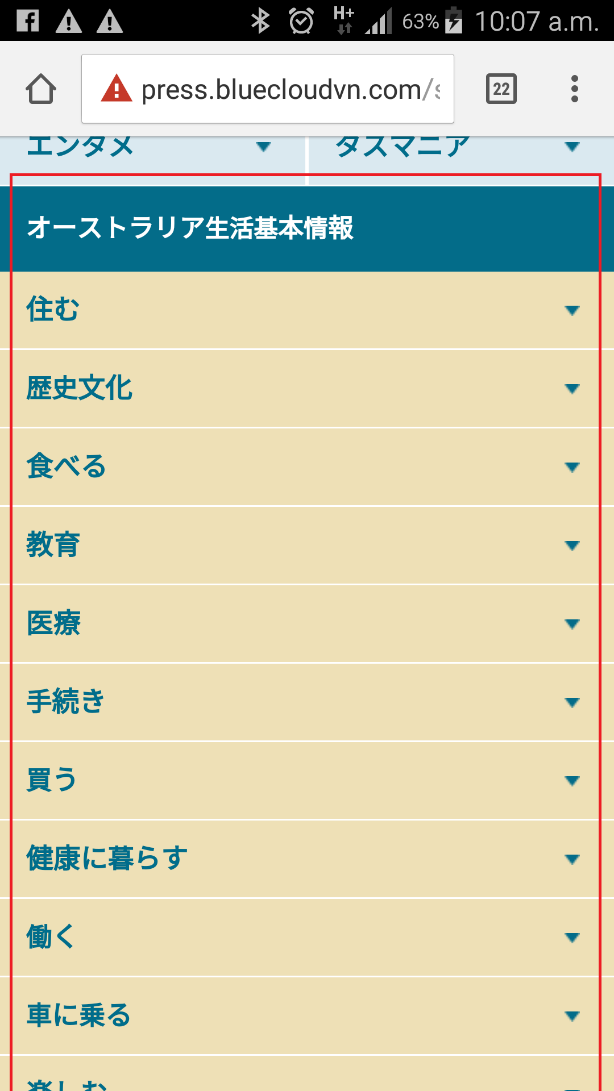 H+
63%
10:07 a.m.
press.bluecloudvn.com/s
22
エンタメ
タスマニア
オーストラリア生活基本情報
住む
歴史文化
食べる
教育
医療
手続き
買う
健康に暮らす
働く
車に乗る
楽しむ